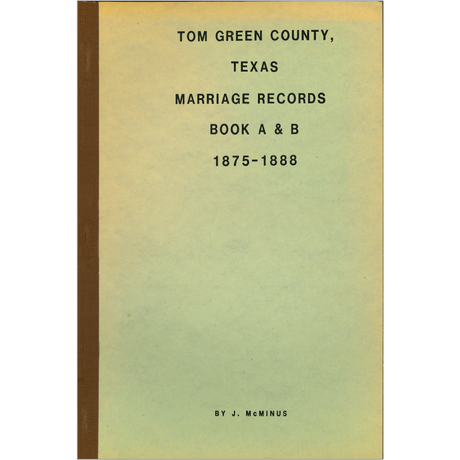 TOM GREEN COUNTY,
TEXAS
MARRIAGE RECORDS
BOOK A & B
1875-1888
BY J. McMINUS